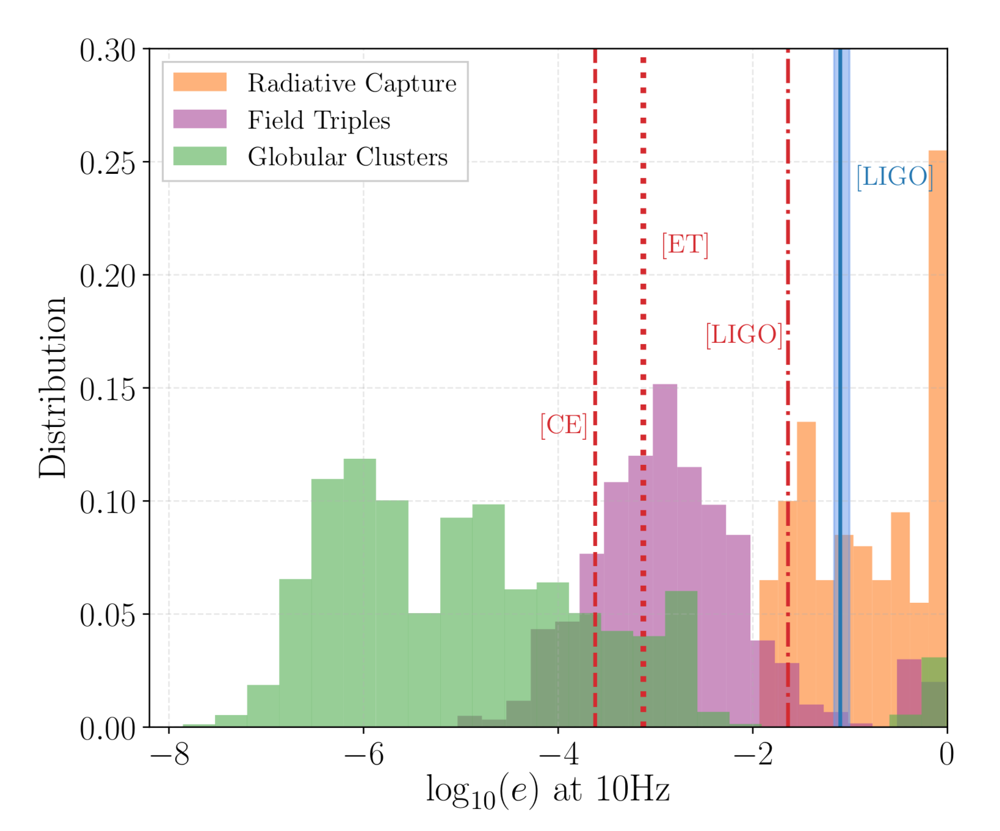 0.30
0.25
0.20
0.15
0.10
0.05
0.00
Distribution
Radiative Capture
Field Triples
Globular Clusters
[LIGO]
[ET]
[LIGO]
[CE]
−8
−6
−4
−2
0
log₁₀(e) at 10Hz